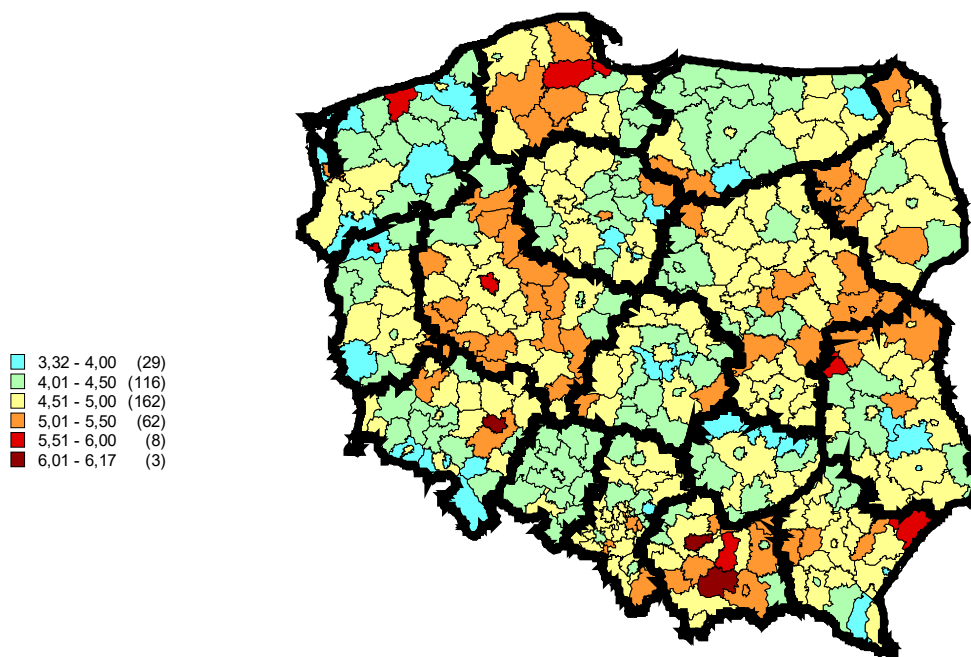 3,32 - 4,00 (29)
4,01 - 4,50 (116)
4,51 - 5,00 (162)
5,01 - 5,50 (62)
5,51 - 6,00 (8)
6,01 - 6,17 (3)